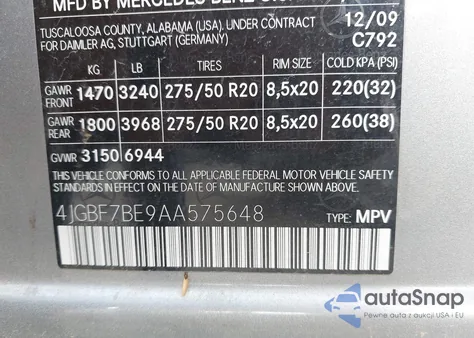 MFD BY MERCEDES-BENZ
TUSCALOOSA COUNTY, ALABAMA (USA). UNDER CONTRACT
FOR DAIMLER AG, STUTTGART (GERMANY)
12/09
C792
KG LB TIRES RIM SIZE COLD KPA (PSI)
GAWR FRONT 1470 3240 275/50 R20 8,5x20 220(32)
GAWR REAR 1800 3968 275/50 R20 8,5x20 260(38)
GVWR 3150 6944
THIS VEHICLE CONFORMS TO ALL APPLICABLE FEDERAL MOTOR VEHICLE
SAFETY STANDARDS IN EFFECT ON THE DATE OF MANUFACTURE
SHOWN ABOVE.
4JGBF7BE9AA575648
TYPE: MPV
autoSnap
Pewne auta z aukcji USA i EU